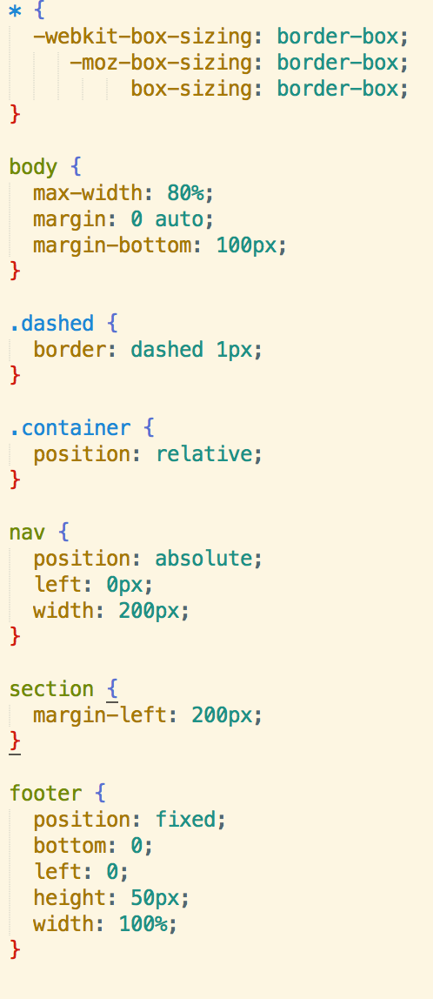 * {
  -webkit-box-sizing: border-box;
     -moz-box-sizing: border-box;
          box-sizing: border-box;
}

body {
  max-width: 80%;
  margin: 0 auto;
  margin-bottom: 100px;
}

.dashed {
  border: dashed 1px;
}

.container {
  position: relative;
}

nav {
  position: absolute;
  left: 0px;
  width: 200px;
}

section {
  margin-left: 200px;
}

footer {
  position: fixed;
  bottom: 0;
  left: 0;
  height: 50px;
  width: 100%;
}